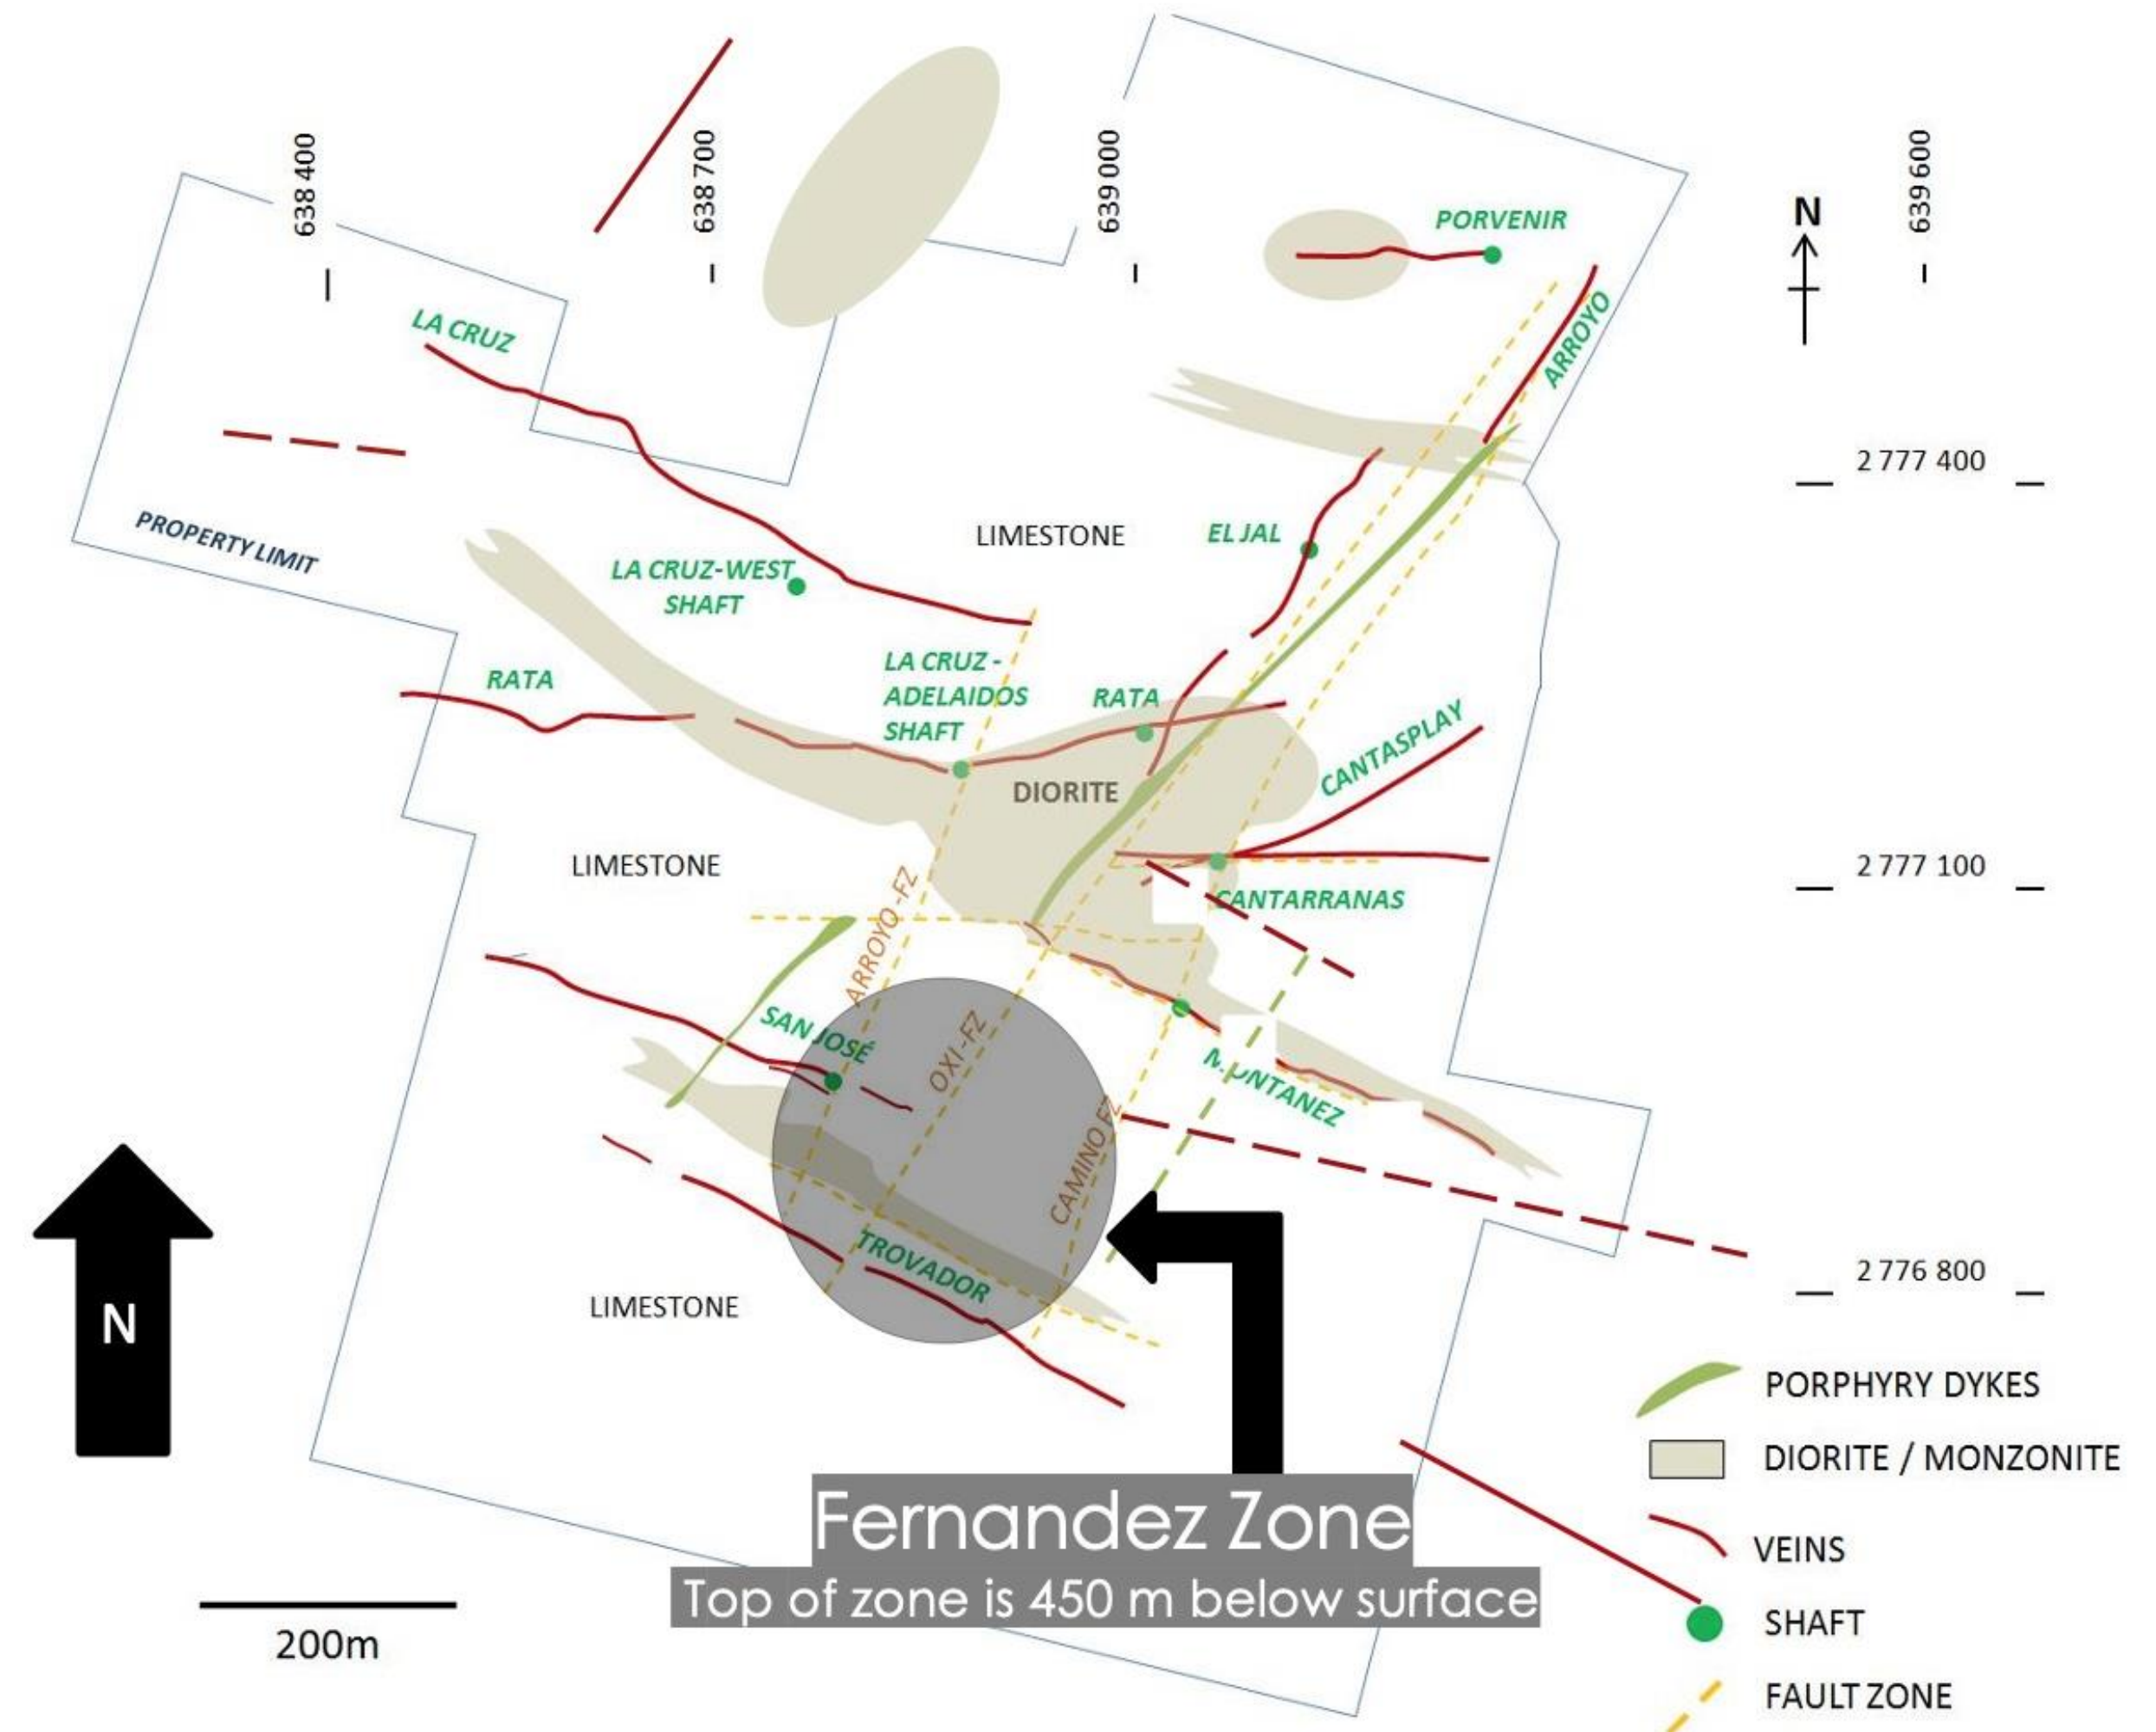 638 400
638 700
639 000
639 600
N
PORVENIR
ARROYO
LA CRUZ
2 777 400
PROPERTY LIMIT
LIMESTONE
EL JAL
LA CRUZ-WEST
SHAFT
LA CRUZ -
ADELAIDOS
SHAFT
RATA
RATA
CANTASPLAY
DIORITE
LIMESTONE
2 777 100
CANTARRANAS
ARROYO -FZ
SAN JOSÉ
OXI -FZ
MONTANEZ
CAMINO FZ
TROVADOR
2 776 800
LIMESTONE
N
PORPHYRY DYKES
DIORITE / MONZONITE
VEINS
SHAFT
FAULT ZONE
Fernandez Zone
Top of zone is 450 m below surface
200m